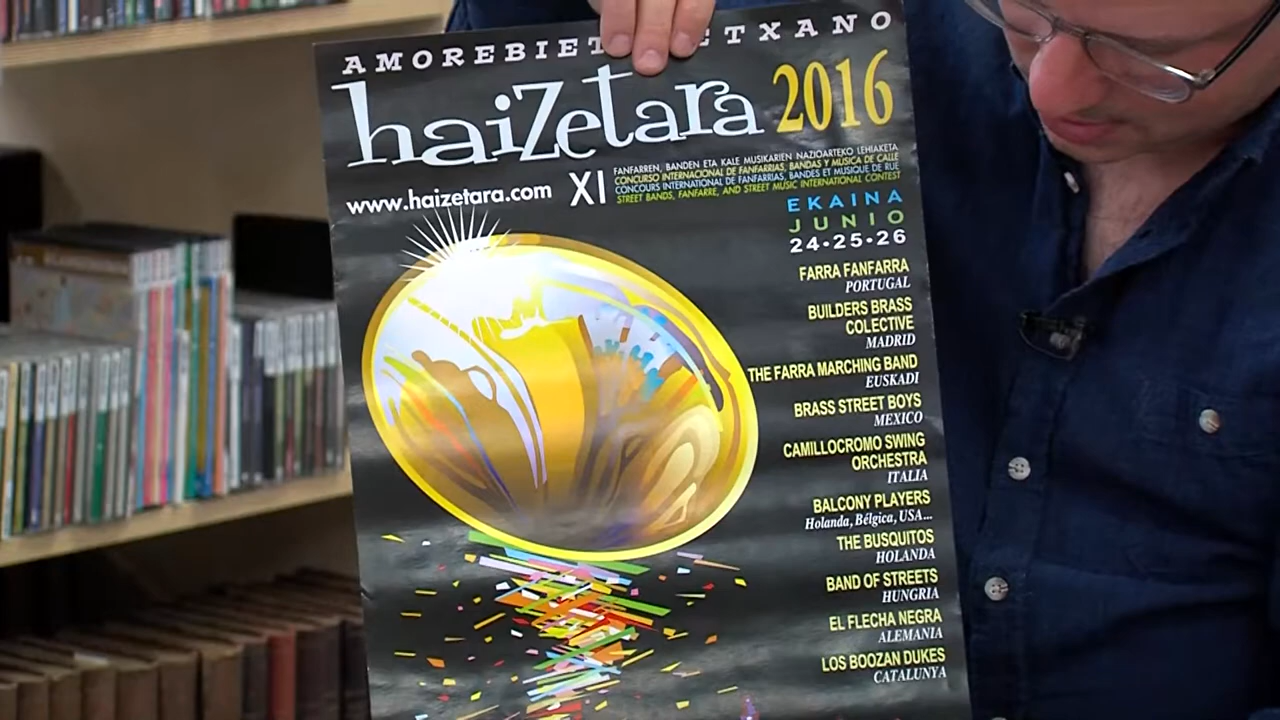 AMOREBIET ETXANO
haizetara 2016
www.haizetara.com
XI
FANFARREN, BANDEN ETA KALE MUSIKARIEN NAZIOARTEKO LEHIAKETA
CONCURSO INTERNACIONAL DE FANFARRIAS, BANDAS Y MÚSICA DE CALLE
CONCOURS INTERNATIONAL DE FANFARRIAS, BANDES ET MUSIQUE DE RUE
STREET BANDS, FANFARRE, AND STREET MUSIC INTERNATIONAL CONTEST
EKAINA
JUNIO
24•25•26
FARRA FANFARRA
PORTUGAL
BUILDERS BRASS
COLECTIVE
MADRID
THE FARRA MARCHING BAND
EUSKADI
BRASS STREET BOYS
MEXICO
CAMILLOCROMO SWING
ORCHESTRA
ITALIA
BALCONY PLAYERS
Holanda, Bélgica, USA...
THE BUSQUITOS
HOLANDA
BAND OF STREETS
HUNGRIA
EL FLECHA NEGRA
ALEMANIA
LOS BOOZAN DUKES
CATALUNYA